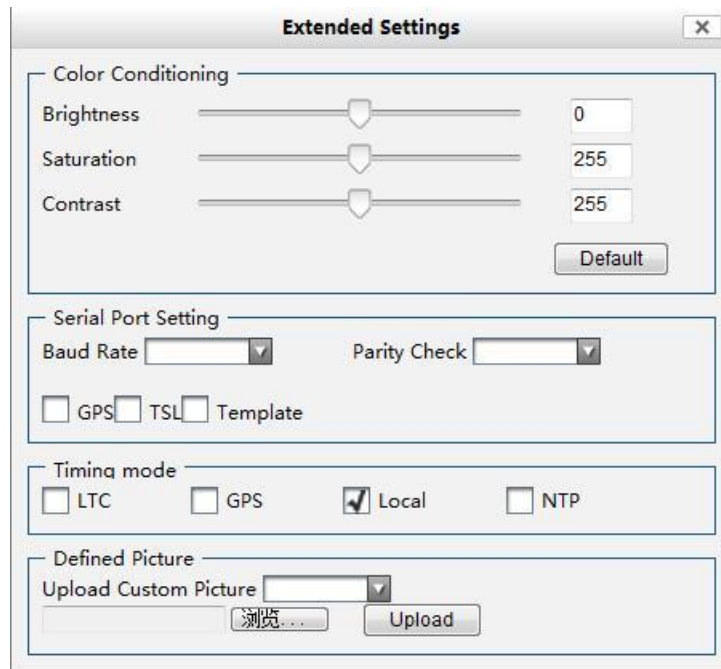 Extended Settings
Color Conditioning
Brightness 0
Saturation 255
Contrast 255
Default
Serial Port Setting
Baud Rate Parity Check
GPS TSL Template
Timing mode
LTC GPS Local NTP
Defined Picture
Upload Custom Picture
浏览... Upload